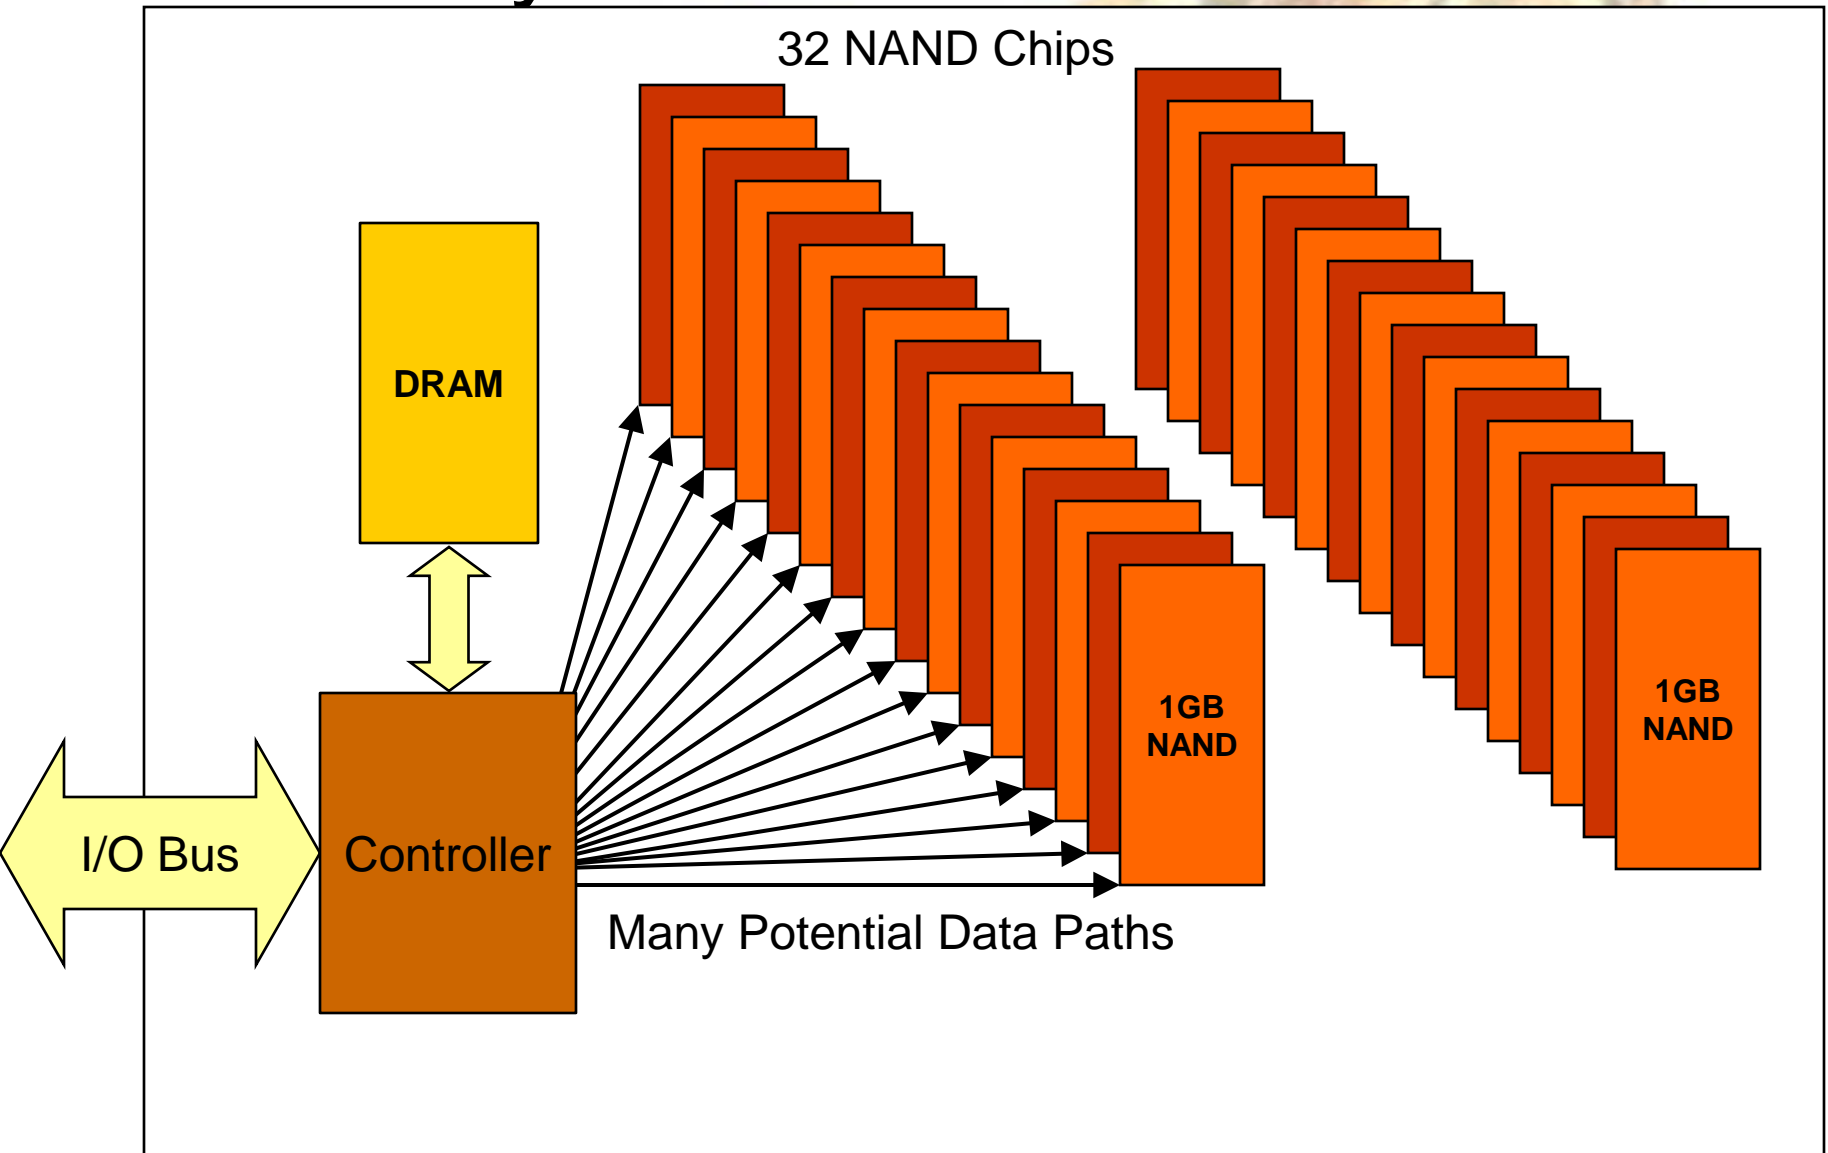 32 NAND Chips
DRAM
1GB
NAND
1GB
NAND
I/O Bus
Controller
Many Potential Data Paths